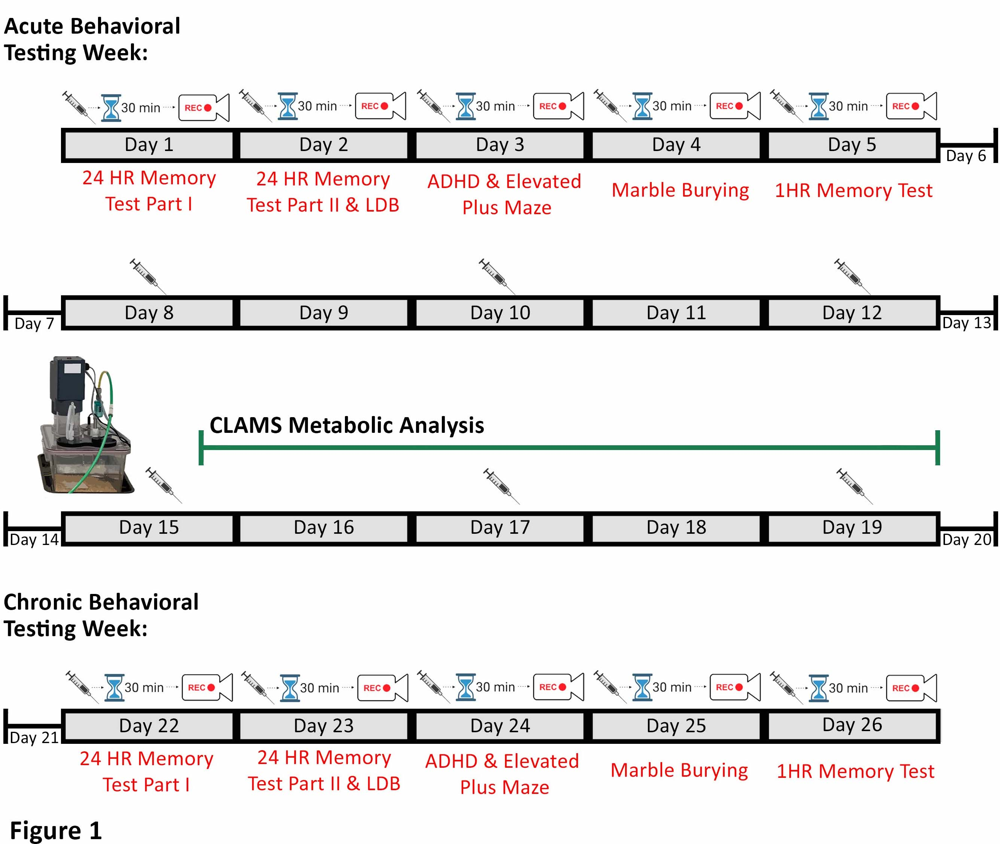 Acute Behavioral
Testing Week:
30 min REC 30 min REC 30 min REC 30 min REC 30 min REC
Day 1 Day 2 Day 3 Day 4 Day 5
Day 6
24 HR Memory
Test Part I
24 HR Memory
Test Part II & LDB
ADHD & Elevated
Plus Maze
Marble Burying
1HR Memory Test
Day 7
Day 8 Day 9 Day 10 Day 11 Day 12
Day 13
CLAMS Metabolic Analysis
Day 14
Day 15 Day 16 Day 17 Day 18 Day 19
Day 20
Chronic Behavioral
Testing Week:
30 min REC 30 min REC 30 min REC 30 min REC 30 min REC
Day 21
Day 22 Day 23 Day 24 Day 25 Day 26
24 HR Memory
Test Part I
24 HR Memory
Test Part II & LDB
ADHD & Elevated
Plus Maze
Marble Burying
1HR Memory Test
Figure 1